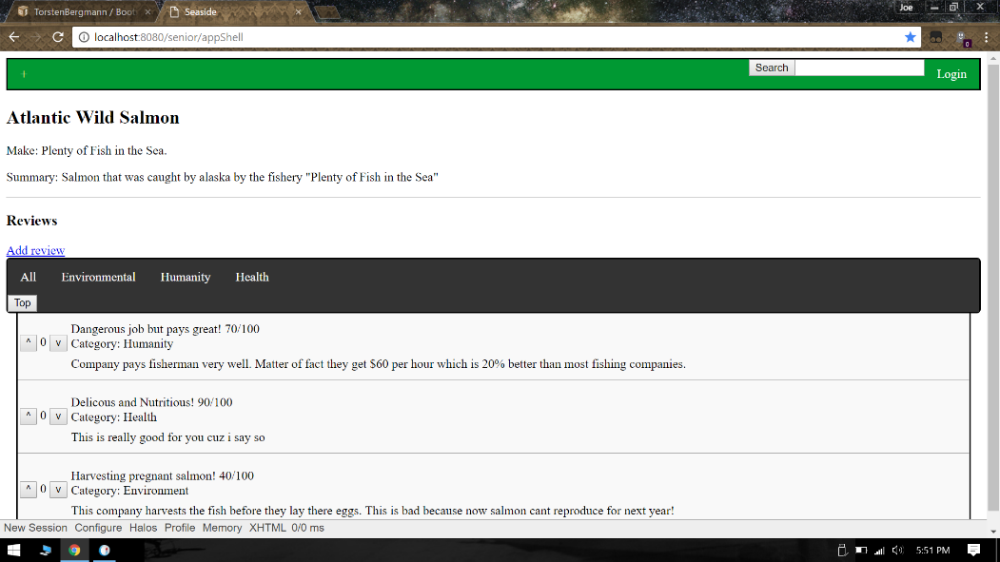 TorstenBergmann / Boot
Seaside
Joe
localhost:8080/senior/appShell
0
+
Search
Login
Atlantic Wild Salmon
Make: Plenty of Fish in the Sea.
Summary: Salmon that was caught by alaska by the fishery "Plenty of Fish in the Sea"
Reviews
Add review
All Environmental Humanity Health
Top
Dangerous job but pays great! 70/100
^ 0 v Category: Humanity
Company pays fisherman very well. Matter of fact they get $60 per hour which is 20% better than most fishing companies.
Delicous and Nutritious! 90/100
^ 0 v Category: Health
This is really good for you cuz i say so
Harvesting pregnant salmon! 40/100
^ 0 v Category: Environment
This company harvests the fish before they lay there eggs. This is bad because now salmon cant reproduce for next year!
New Session Configure Halos Profile Memory XHTML 0/0 ms
5:51 PM